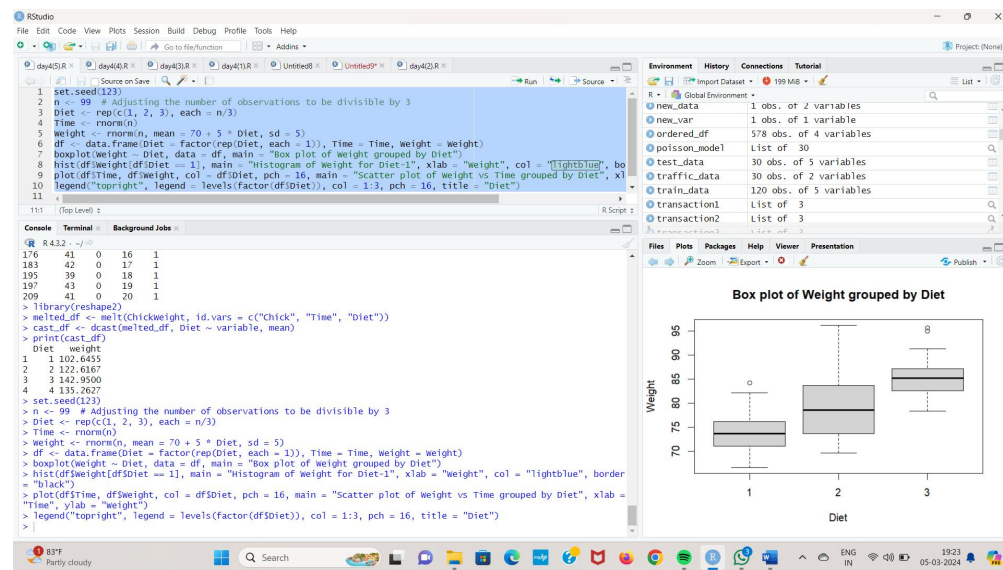 RStudio
File Edit Code View Plots Session Build Debug Profile Tools Help
Go to file/function
Addins
Project: (None)
day4(5).R
day4(4).R
day4(3).R
day4(1).R
Untitled8
Untitled9*
day4(2).R
Source on Save
Run
Source
1 set.seed(123)
2 n <- 99 # Adjusting the number of observations to be divisible by 3
3 Diet <- rep(c(1, 2, 3), each = n/3)
4 Time <- rnorm(n)
5 Weight <- rnorm(n, mean = 70 + 5 * Diet, sd = 5)
6 df <- data.frame(Diet = factor(rep(Diet, each = 1)), Time = Time, Weight = Weight)
7 boxplot(Weight ~ Diet, data = df, main = "Box plot of Weight grouped by Diet")
8 hist(df$Weight[df$Diet == 1], main = "Histogram of Weight for Diet-1", xlab = "Weight", col = "lightblue", bo
9 plot(df$Time, df$Weight, col = df$Diet, pch = 16, main = "Scatter plot of Weight vs Time grouped by Diet", xl
10 legend("topright", legend = levels(factor(df$Diet)), col = 1:3, pch = 16, title = "Diet")
11
11:1 (Top Level) R Script
Console Terminal Background Jobs
R 4.3.2 · ~/
176 41 0 16 1
183 42 0 17 1
195 39 0 18 1
197 43 0 19 1
209 41 0 20 1
> library(reshape2)
> melted_df <- melt(ChickWeight, id.vars = c("Chick", "Time", "Diet"))
> cast_df <- dcast(melted_df, Diet ~ variable, mean)
> print(cast_df)
Diet weight
1 1 102.6455
2 2 122.6167
3 3 142.9500
4 4 135.2627
> set.seed(123)
> n <- 99 # Adjusting the number of observations to be divisible by 3
> Diet <- rep(c(1, 2, 3), each = n/3)
> Time <- rnorm(n)
> Weight <- rnorm(n, mean = 70 + 5 * Diet, sd = 5)
> df <- data.frame(Diet = factor(rep(Diet, each = 1)), Time = Time, Weight = Weight)
> boxplot(Weight ~ Diet, data = df, main = "Box plot of Weight grouped by Diet")
> hist(df$Weight[df$Diet == 1], main = "Histogram of Weight for Diet-1", xlab = "Weight", col = "lightblue", border
= "black")
> plot(df$Time, df$Weight, col = df$Diet, pch = 16, main = "Scatter plot of Weight vs Time grouped by Diet", xlab =
"Time", ylab = "Weight")
> legend("topright", legend = levels(factor(df$Diet)), col = 1:3, pch = 16, title = "Diet")
>
Environment History Connections Tutorial
Import Dataset 199 MiB List
R Global Environment
new_data 1 obs. of 2 variables
new_var 1 obs. of 1 variable
ordered_df 578 obs. of 4 variables
poisson_model List of 30
test_data 30 obs. of 5 variables
traffic_data 30 obs. of 2 variables
train_data 120 obs. of 5 variables
transaction1 List of 3
transaction2 List of 3
transaction3 List of 3
Files Plots Packages Help Viewer Presentation
Zoom Export Publish
Box plot of Weight grouped by Diet
Weight
95
90
85
80
75
70
1 2 3
Diet
1
83°F
Partly cloudy
Search
ENG
IN
19:23
05-03-2024